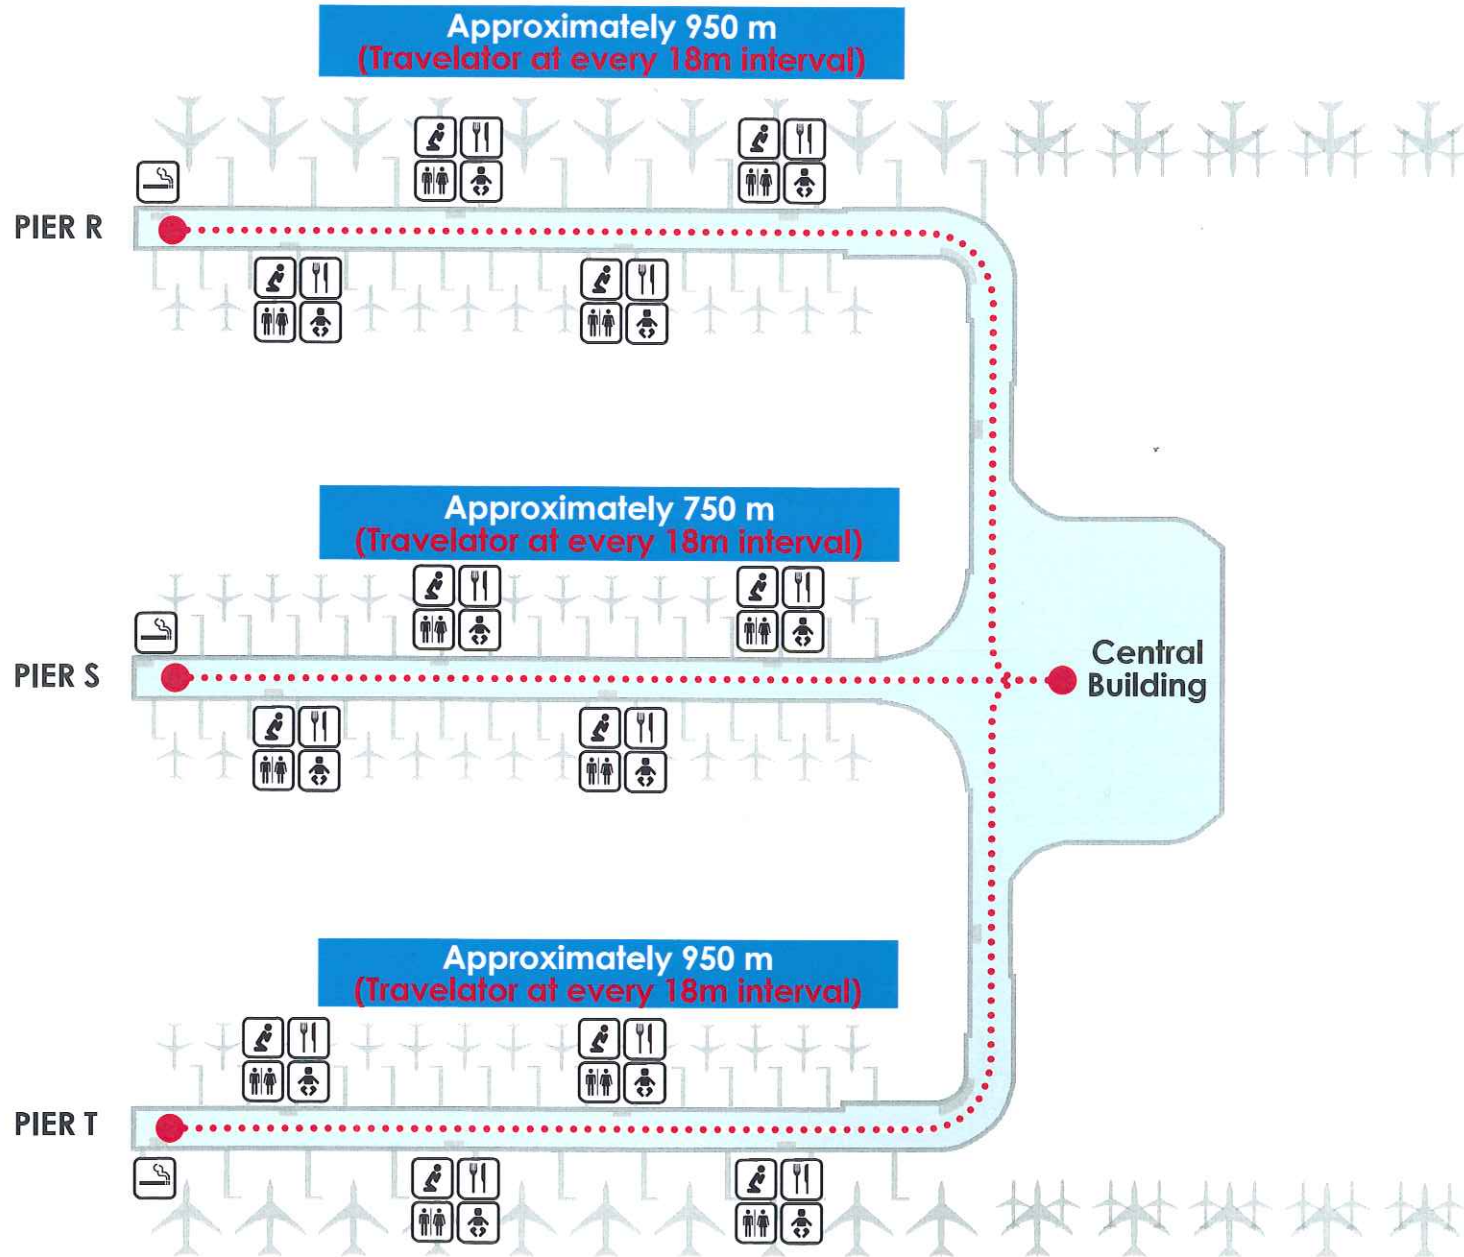 Approximately 950 m
(Travelator at every 18m interval)
PIER R
Approximately 750 m
(Travelator at every 18m interval)
PIER S
Central
Building
Approximately 950 m
(Travelator at every 18m interval)
PIER T